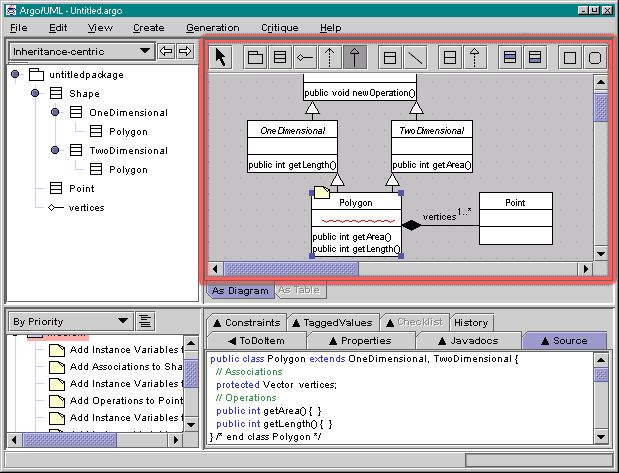 Argo/UML - Untitled.argo
File Edit View Create Generation Critique Help
Inheritance-centric
untitledpackage
Shape
OneDimensional
Polygon
TwoDimensional
Polygon
Point
vertices
public void newOperation()
OneDimensional
TwoDimensional
public int getLength()
public int getArea()
Polygon
Point
vertices
1..*
public int getArea()
public int getLength()
As Diagram
As Table
By Priority
Add Instance Variables t
Add Associations to Sha
Add Instance Variables t
Add Operations to Point
Add Instance Variables t
Constraints
TaggedValues
Checklist
History
ToDoItem
Properties
Javadocs
Source
public class Polygon extends OneDimensional, TwoDimensional {
// Associations
protected Vector vertices;
// Operations
public int getArea() { }
public int getLength() { }
} /* end class Polygon */